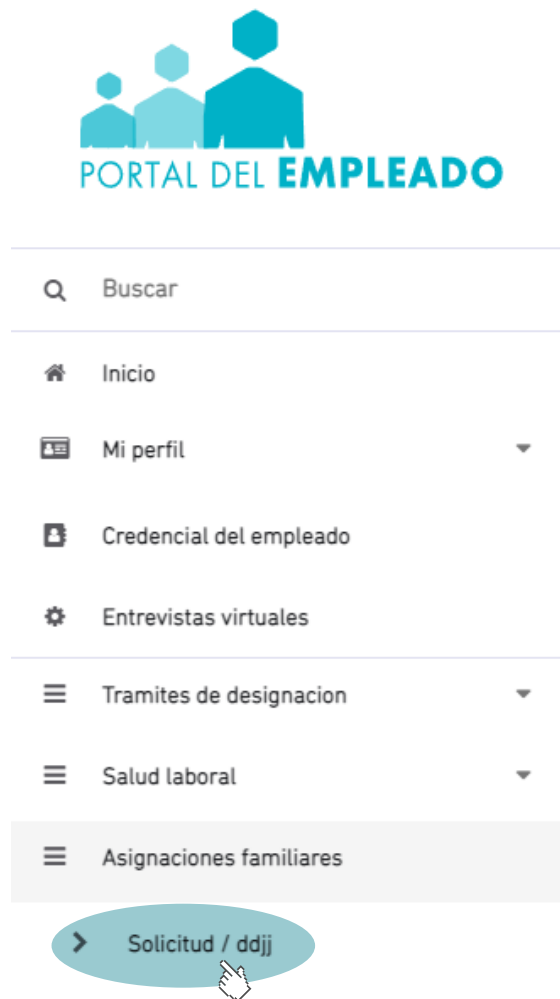 PORTAL DEL EMPLEADO
Buscar
Inicio
Mi perfil
Credencial del empleado
Entrevistas virtuales
Tramites de designacion
Salud laboral
Asignaciones familiares
Solicitud / ddjj